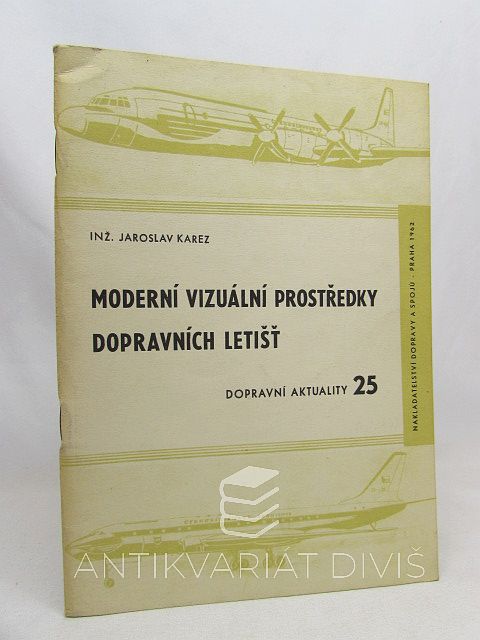 INŽ. JAROSLAV KAREZ
MODERNÍ VIZUÁLNÍ PROSTŘEDKY
DOPRAVNÍCH LETIŠŤ
DOPRAVNÍ AKTUALITY 25
NAKLADATELSTVÍ DOPRAVY A SPOJŮ - PRAHA 1962
ANTIKVARIÁT DIVIŠ